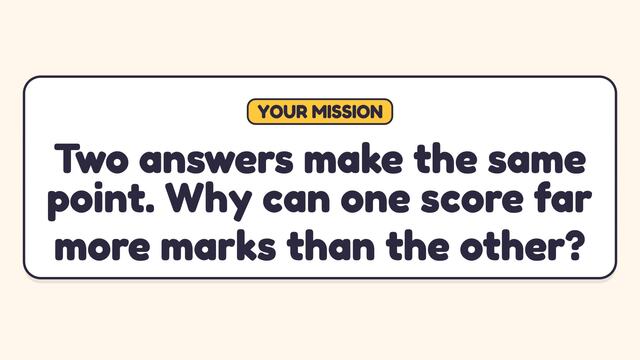 YOUR MISSION
Two answers make the same
point. Why can one score far
more marks than the other?